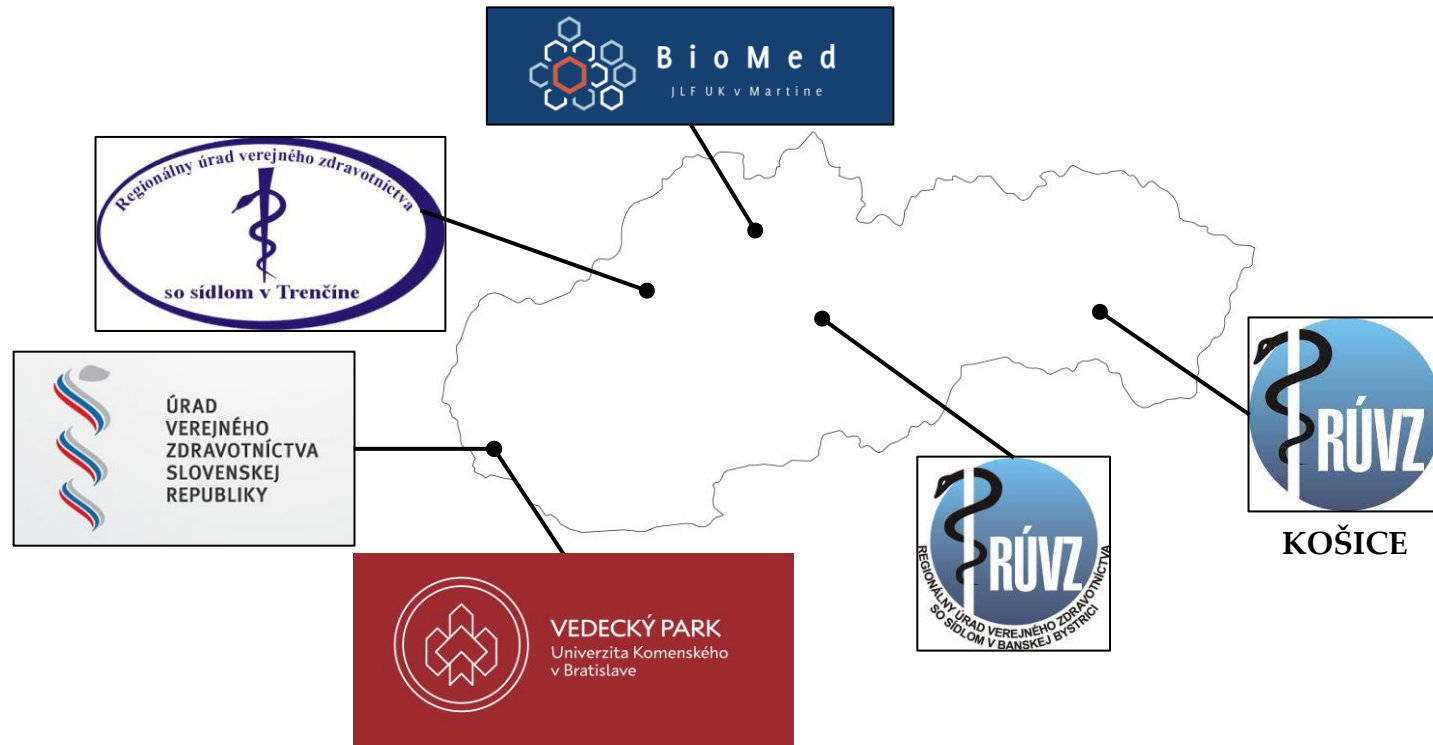 BioMed
JLF UK v Martine
Regionálny úrad verejného zdravotníctva
so sídlom v Trenčíne
ÚRAD
VEREJNÉHO
ZDRAVOTNÍCTVA
SLOVENSKEJ
REPUBLIKY
RÚVZ
KOŠICE
RÚVZ
REGIONÁLNY ÚRAD VEREJNÉHO ZDRAVOTNÍCTVA
SO SÍDLOM V BANSKEJ BYSTRICI
VEDECKÝ PARK
Univerzita Komenského
v Bratislave